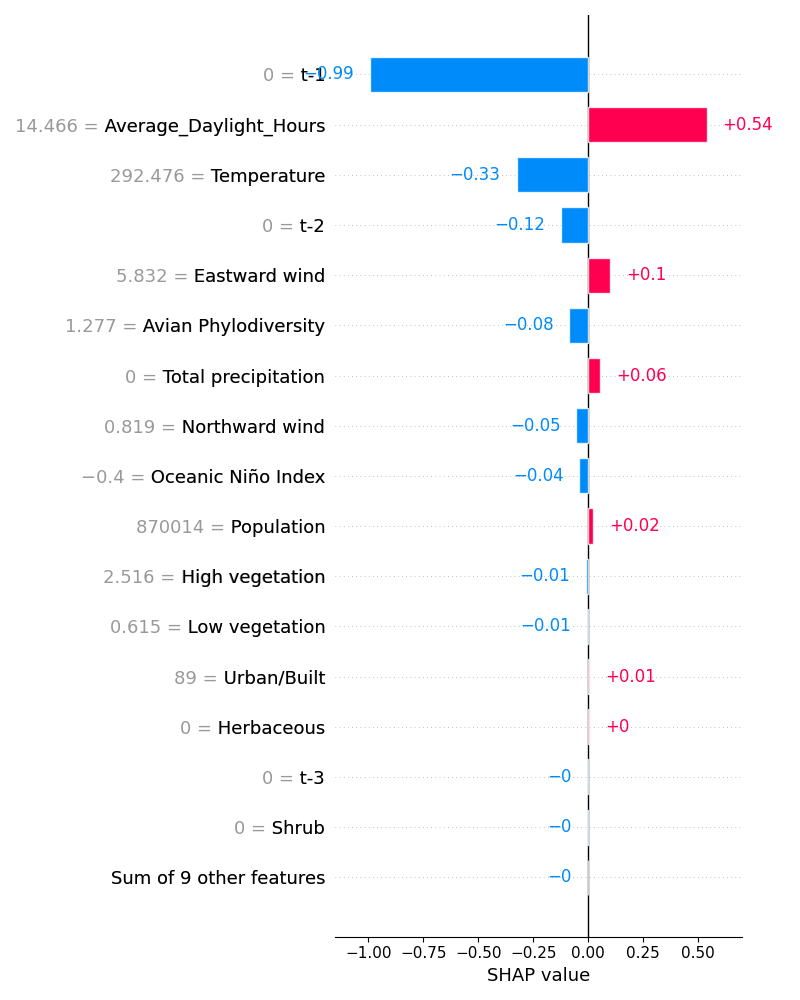 0 = t-1 −0.99
14.466 = Average_Daylight_Hours +0.54
292.476 = Temperature −0.33
0 = t-2 −0.12
5.832 = Eastward wind +0.1
1.277 = Avian Phylodiversity −0.08
0 = Total precipitation +0.06
0.819 = Northward wind −0.05
−0.4 = Oceanic Niño Index −0.04
870014 = Population +0.02
2.516 = High vegetation −0.01
0.615 = Low vegetation −0.01
89 = Urban/Built +0.01
0 = Herbaceous +0
0 = t-3 −0
0 = Shrub −0
Sum of 9 other features −0
−1.00 −0.75 −0.50 −0.25 0.00 0.25 0.50
SHAP value